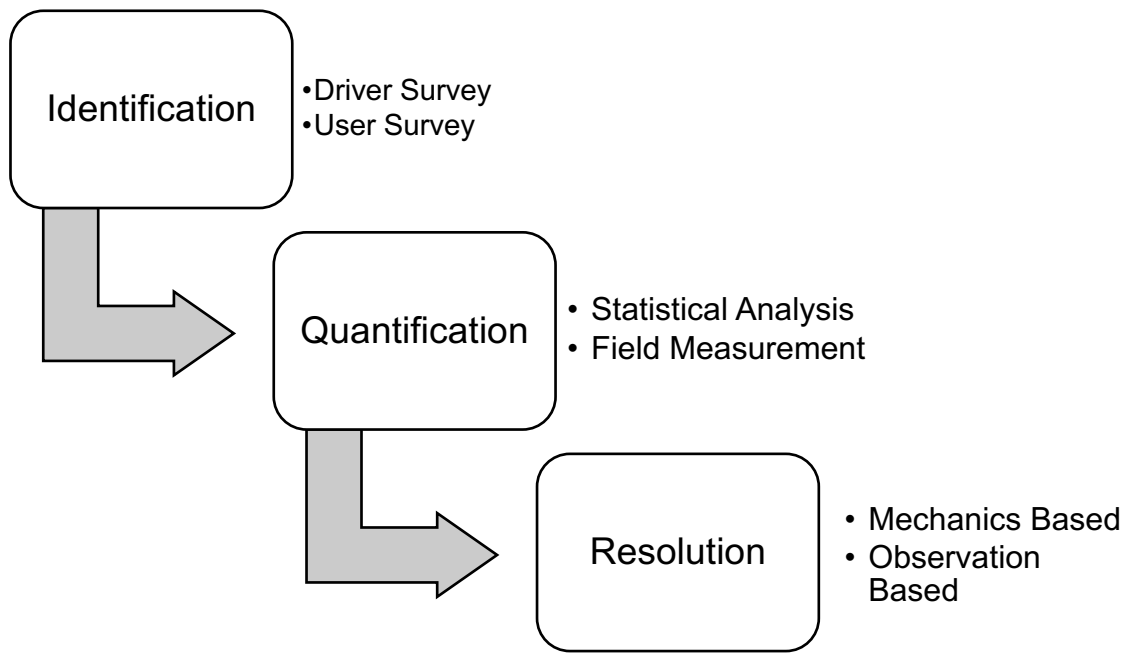 Identification
•Driver Survey
•User Survey
Quantification
• Statistical Analysis
• Field Measurement
Resolution
• Mechanics Based
• Observation
Based